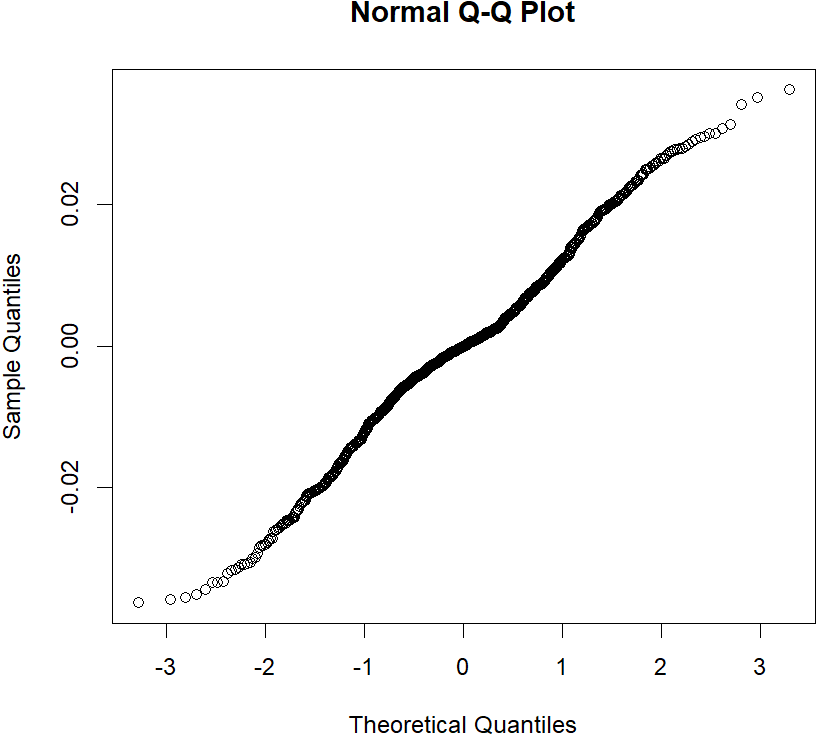 Normal Q-Q Plot
Sample Quantiles
0.02
0.00
-0.02
-3 -2 -1 0 1 2 3
Theoretical Quantiles